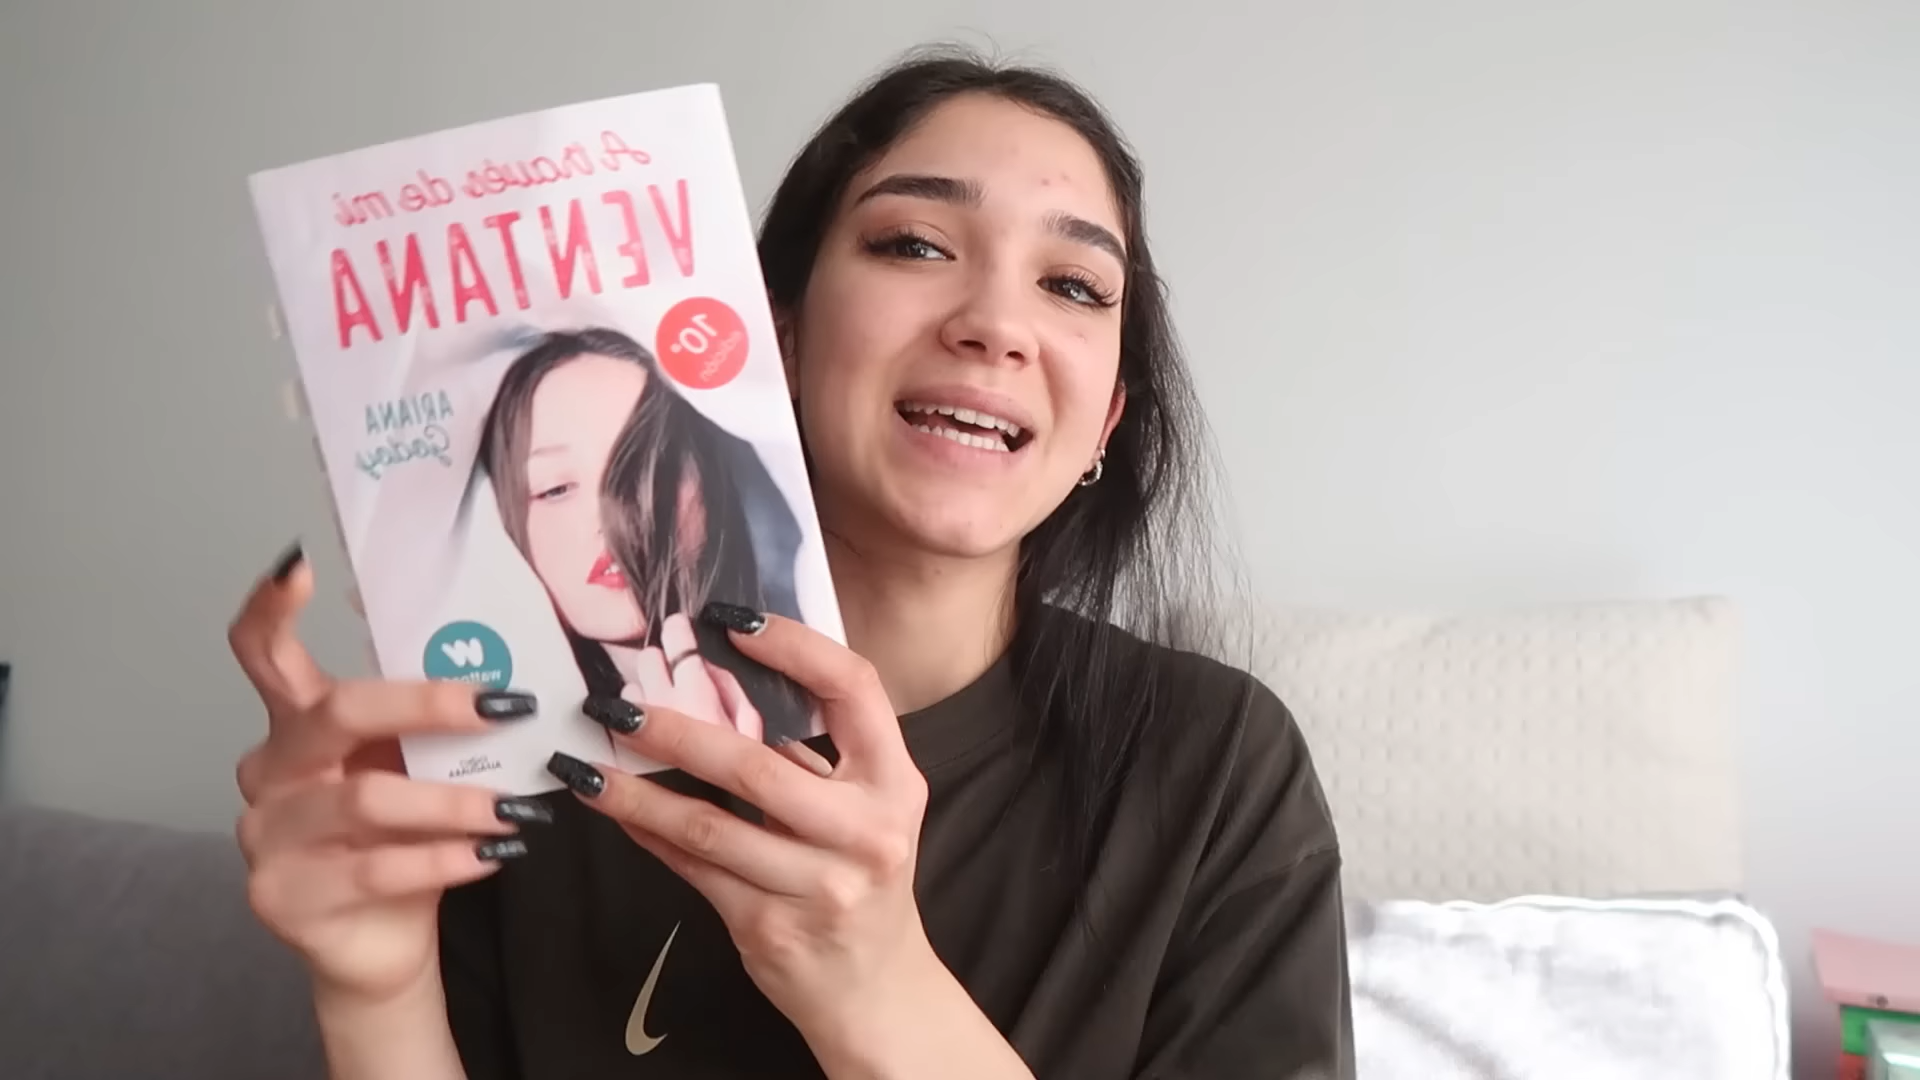 A través de mi
VENTANA
10ª
edición
ARIANA
Godoy
w